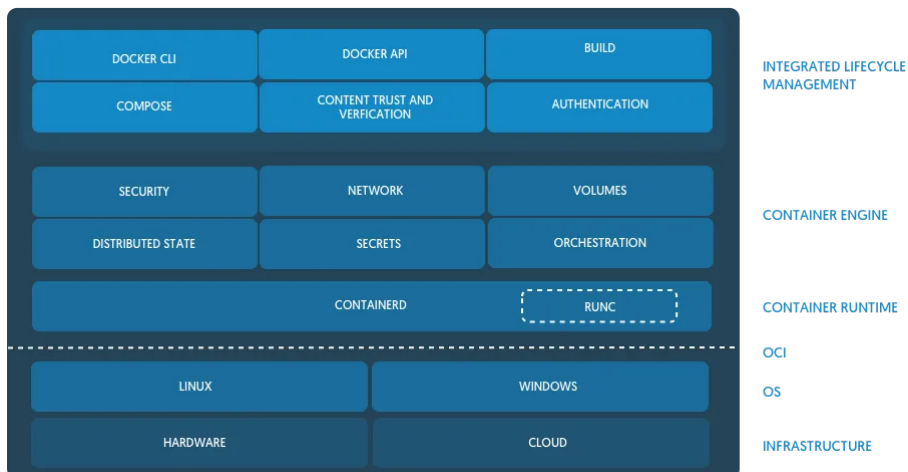 DOCKER CLI
DOCKER API
BUILD
INTEGRATED LIFECYCLE
MANAGEMENT
COMPOSE
CONTENT TRUST AND
VERFICATION
AUTHENTICATION
SECURITY
NETWORK
VOLUMES
CONTAINER ENGINE
DISTRIBUTED STATE
SECRETS
ORCHESTRATION
CONTAINERD
RUNC
CONTAINER RUNTIME
OCI
LINUX
WINDOWS
OS
HARDWARE
CLOUD
INFRASTRUCTURE